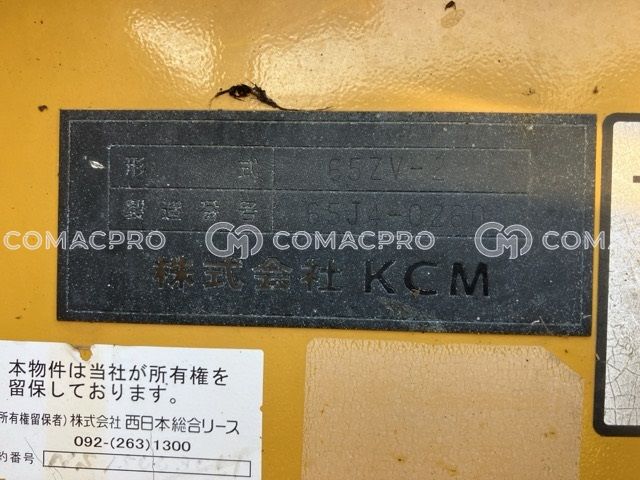 形 式 65ZV-2
製造番号 65J4-0260
株式会社 KCM
COMACPRO COMACPRO COMACPRO
本物件は当社が所有権を
留保しております。
所有権留保者) 株式会社 西日本総合リース
092-(263)1300
約番号